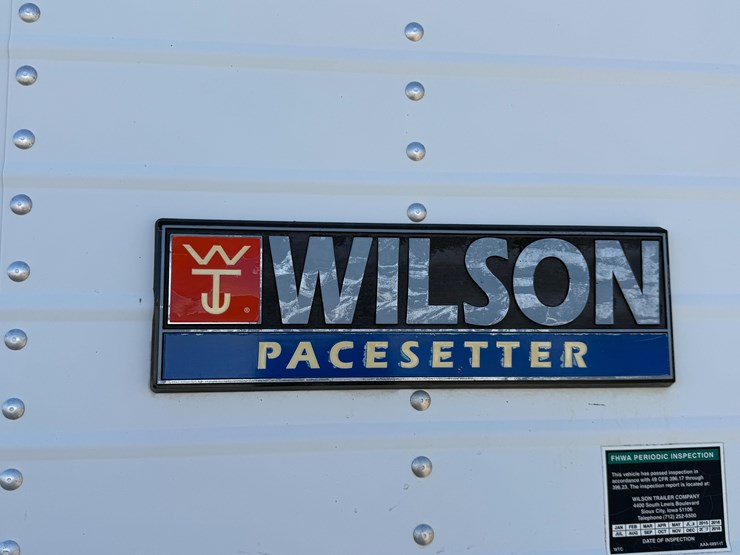 WTJ
WILSON
PACESETTER
FHWA PERIODIC INSPECTION
This vehicle has passed inspection in
accordance with 49 CFR 396.17 through
396.23. The inspection report is located at:
WILSON TRAILER COMPANY
4400 South Lewis Boulevard
Sioux City, Iowa 51106
Telephone (712) 252-6500
JAN FEB MAR APR MAY
JUL AUG SEP OCT NOV DEC
DATE OF INSPECTION
WTC